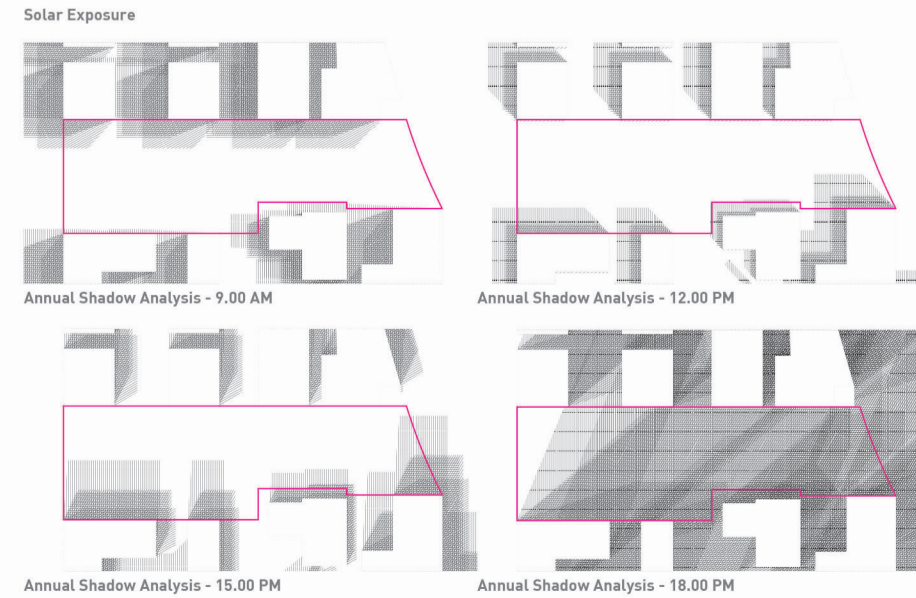 Solar Exposure
Annual Shadow Analysis - 9.00 AM
Annual Shadow Analysis - 12.00 PM
Annual Shadow Analysis - 15.00 PM
Annual Shadow Analysis - 18.00 PM